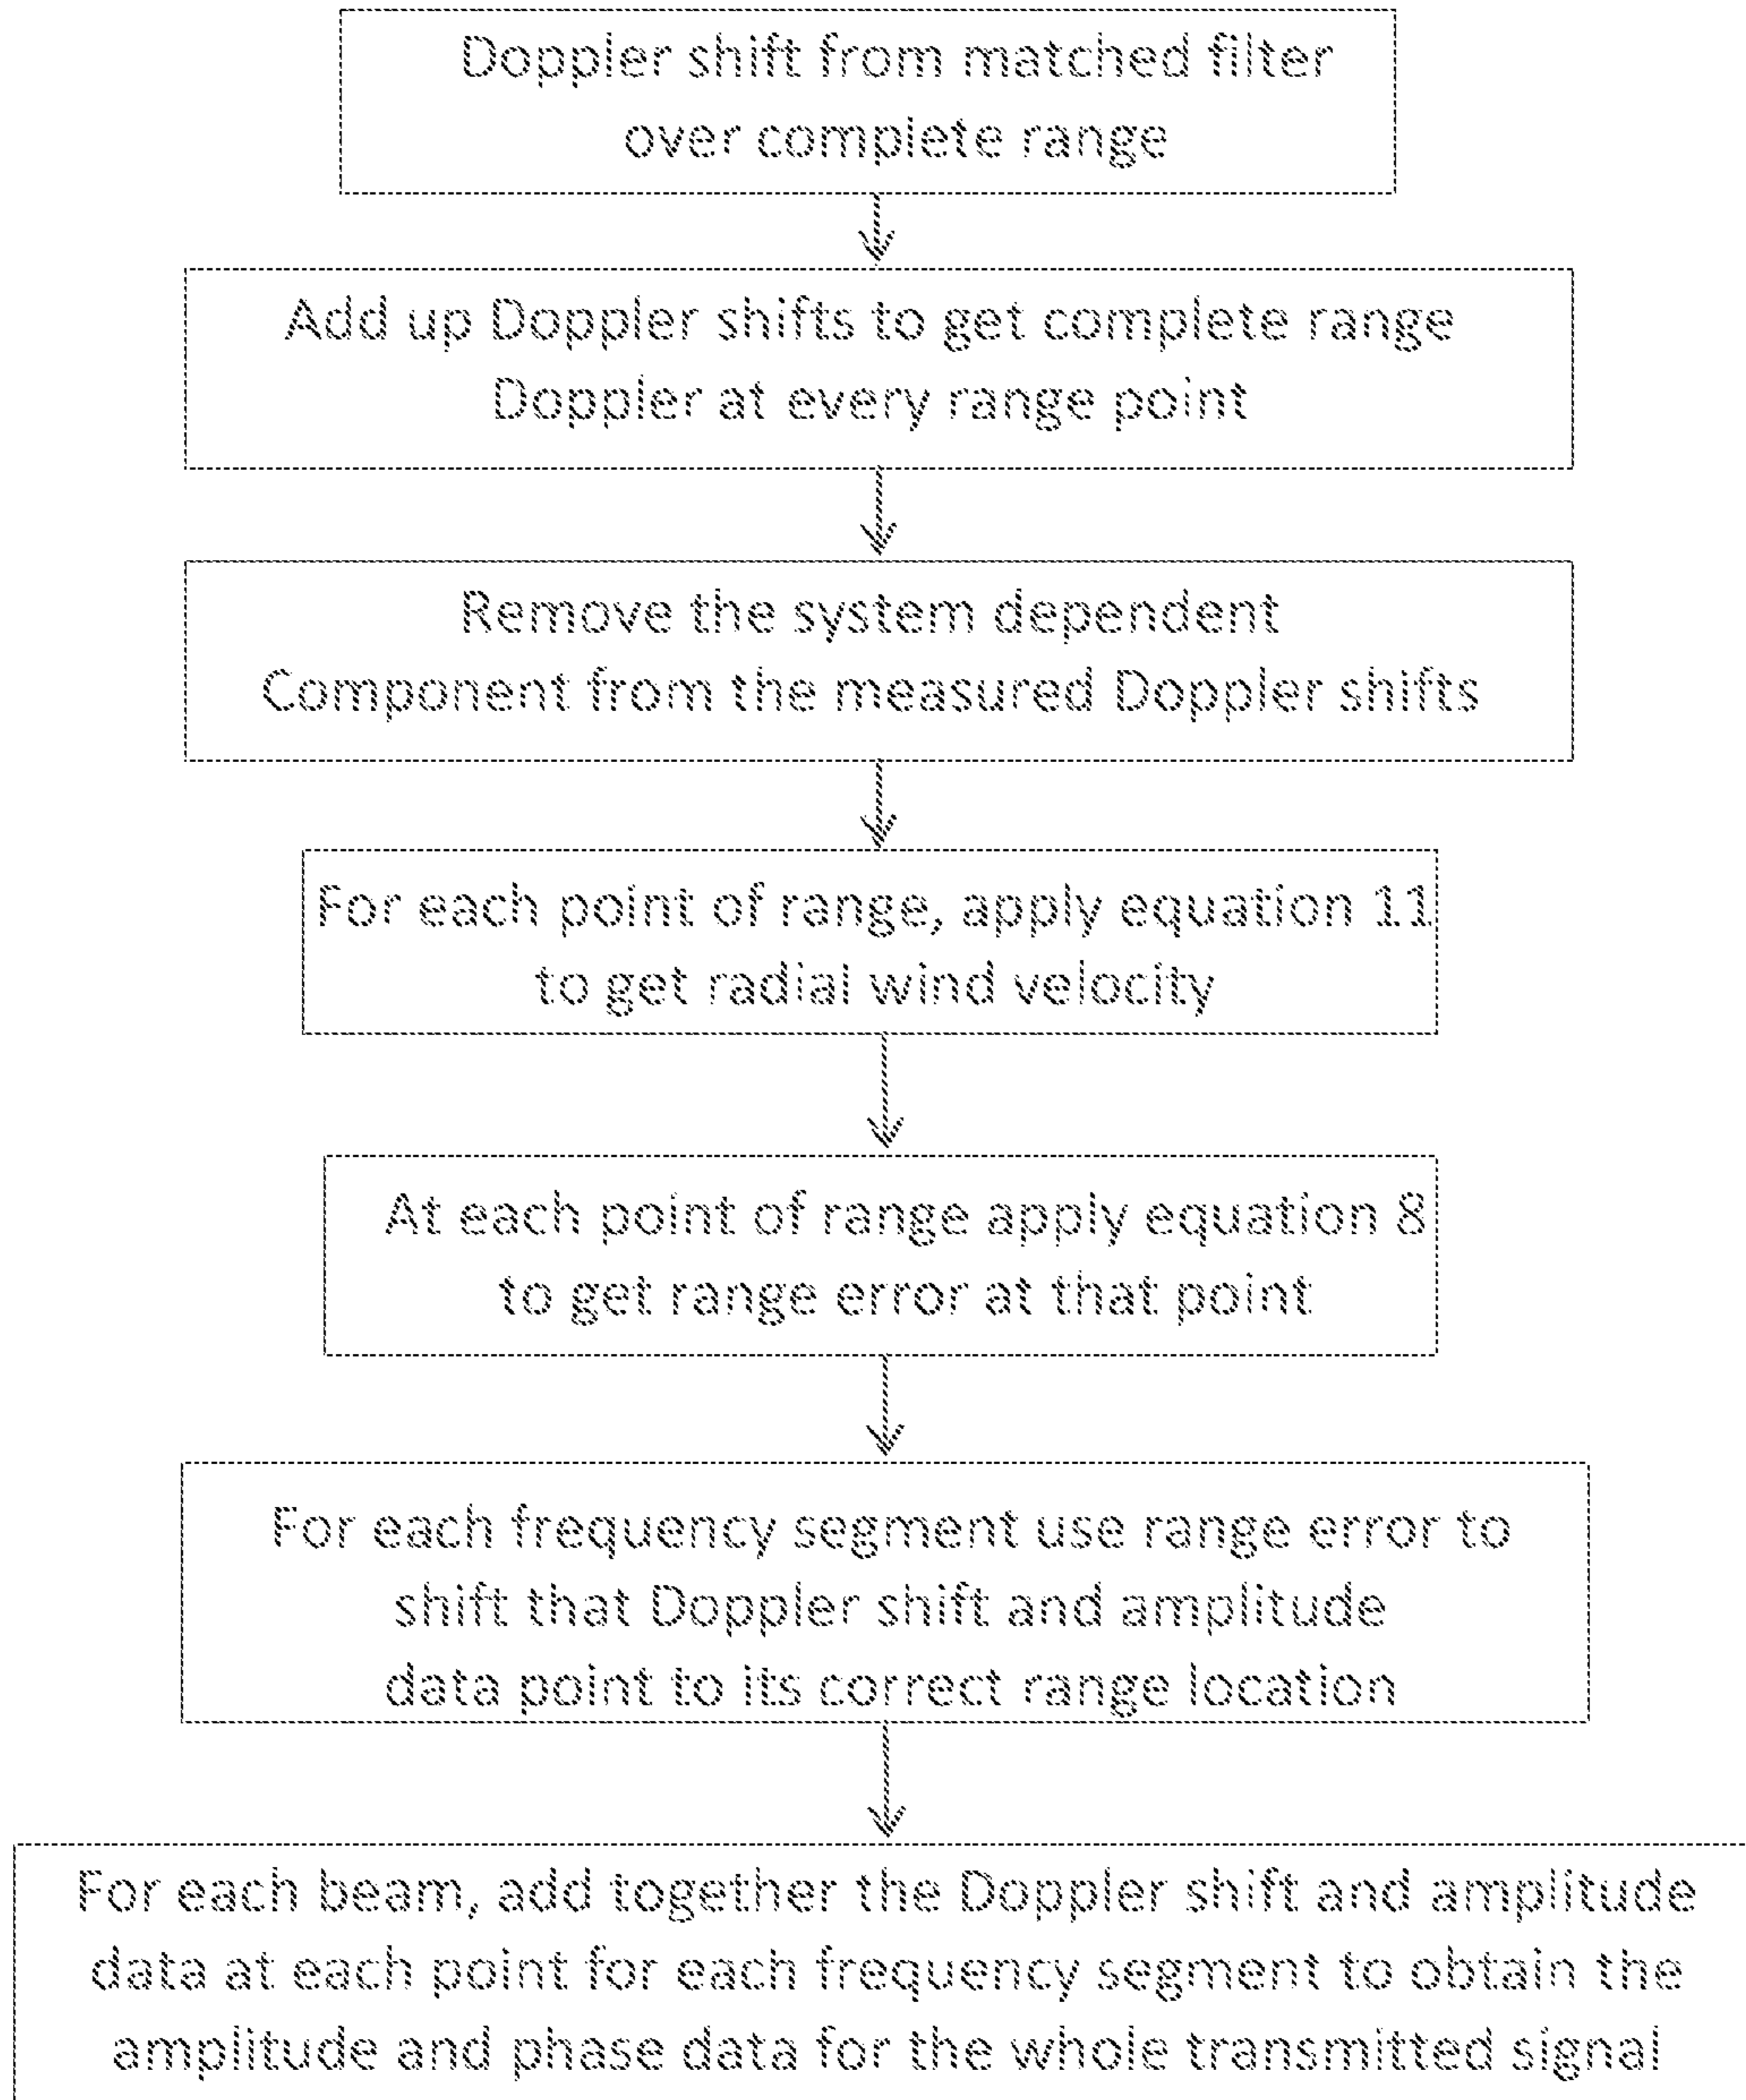 Doppler shift from matched filter
over complete range
Add up Doppler shifts to get complete range
Doppler at every range point
Remove the system dependent
Component from the measured Doppler shifts
For each point of range, apply equation 11
to get radial wind velocity
At each point of range apply equation 8
to get range error at that point
For each frequency segment use range error to
shift that Doppler shift and amplitude
data point to its correct range location
For each beam, add together the Doppler shift and amplitude
data at each point for each frequency segment to obtain the
amplitude and phase data for the whole transmitted signal